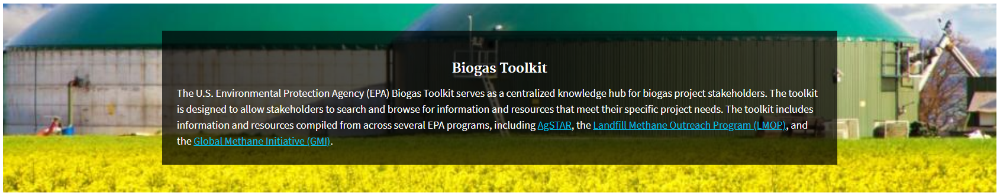 Biogas Toolkit
The U.S. Environmental Protection Agency (EPA) Biogas Toolkit serves as a centralized knowledge hub for biogas project stakeholders. The toolkit
is designed to allow stakeholders to search and browse for information and resources that meet their specific project needs. The toolkit includes
information and resources compiled from across several EPA programs, including AgSTAR, the Landfill Methane Outreach Program (LMOP), and
the Global Methane Initiative (GMI).